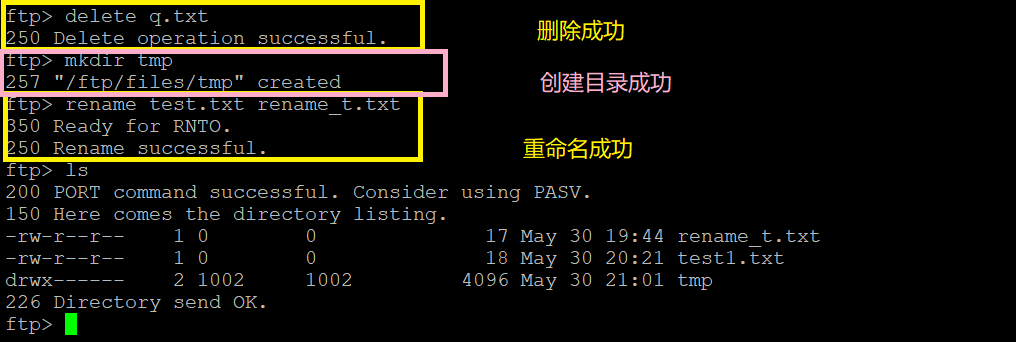 ftp> delete q.txt
250 Delete operation successful.
删除成功
ftp> mkdir tmp
257 "/ftp/files/tmp" created
创建目录成功
ftp> rename test.txt rename_t.txt
350 Ready for RNTO.
250 Rename successful.
重命名成功
ftp> ls
200 PORT command successful. Consider using PASV.
150 Here comes the directory listing.
-rw-r--r-- 1 0 0 17 May 30 19:44 rename_t.txt
-rw-r--r-- 1 0 0 18 May 30 20:21 test1.txt
drwx------ 2 1002 1002 4096 May 30 21:01 tmp
226 Directory send OK.
ftp>